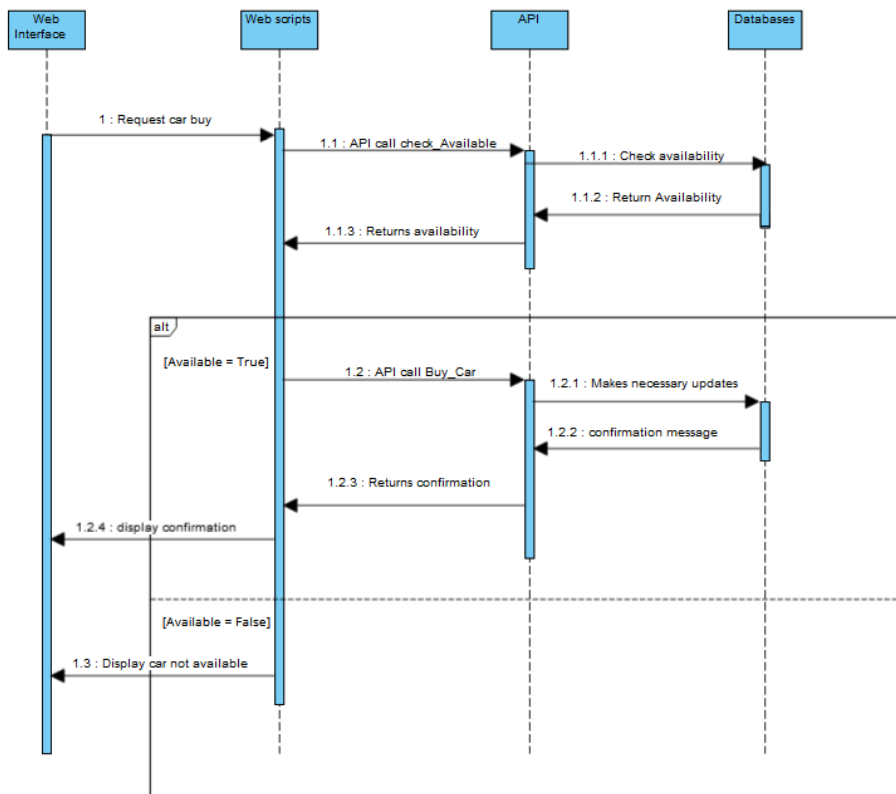 Web
Interface
Web scripts
API
Databases
1 : Request car buy
1.1 : API call check_Available
1.1.1 : Check availability
1.1.2 : Return Availability
1.1.3 : Returns availability
alt
[Available = True]
1.2 : API call Buy_Car
1.2.1 : Makes necessary updates
1.2.2 : confirmation message
1.2.3 : Returns confirmation
1.2.4 : display confirmation
[Available = False]
1.3 : Display car not available